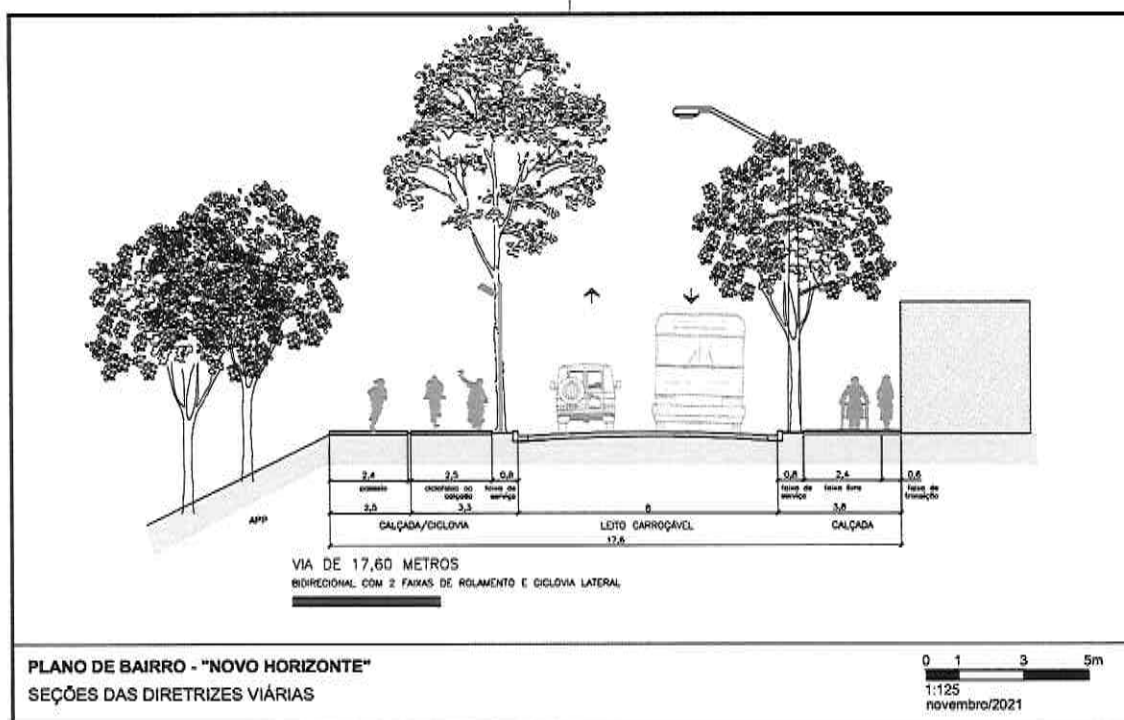 2,4 2,5 0,8 0,8 2,4 0,6
passeio ciclofaixa na faixa de faixa de faixa livre faixa de
calçada serviço serviço transição
2,5 3,3 8 3,8
APP CALÇADA/CICLOVIA LEITO CARROÇÁVEL CALÇADA
17,6
VIA DE 17,60 METROS
BIDIRECIONAL COM 2 FAIXAS DE ROLAMENTO E CICLOVIA LATERAL
PLANO DE BAIRRO - "NOVO HORIZONTE"
SEÇÕES DAS DIRETRIZES VIÁRIAS
0 1 3 5m
1:125
novembro/2021